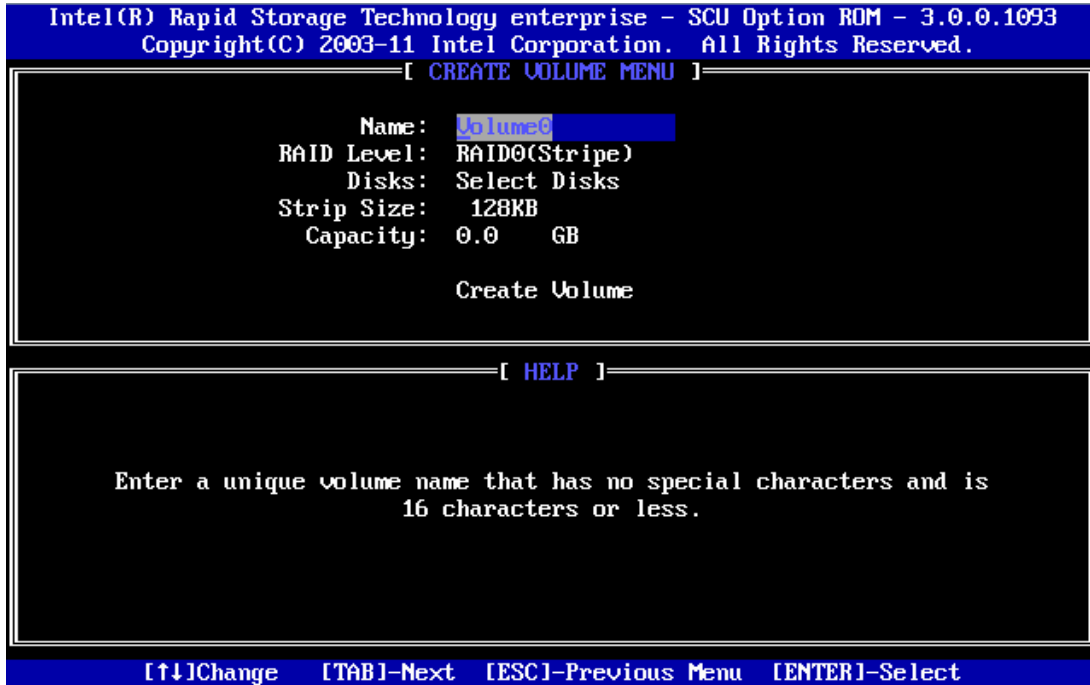 Intel(R) Rapid Storage Technology enterprise - SCU Option ROM - 3.0.0.1093
Copyright(C) 2003-11 Intel Corporation. All Rights Reserved.
[ CREATE VOLUME MENU ]
Name: Volume0
RAID Level: RAID0(Stripe)
Disks: Select Disks
Strip Size: 128KB
Capacity: 0.0 GB
Create Volume
[ HELP ]
Enter a unique volume name that has no special characters and is
16 characters or less.
[↑↓]Change [TAB]-Next [ESC]-Previous Menu [ENTER]-Select